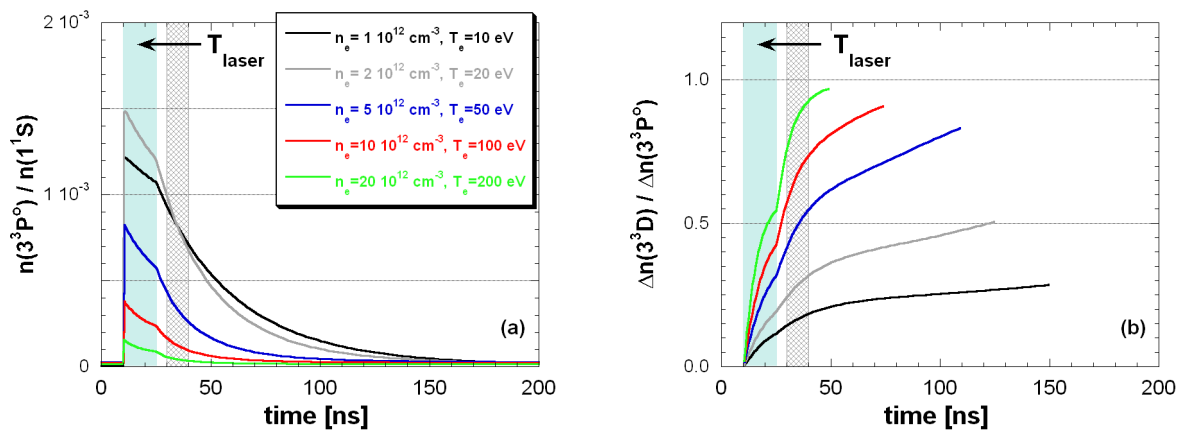 2 10⁻³
1 10⁻³
0
n(3³P°) / n(1¹S)
T_laser
n_e= 1 10¹² cm⁻³, T_e=10 eV
n_e= 2 10¹² cm⁻³, T_e=20 eV
n_e= 5 10¹² cm⁻³, T_e=50 eV
n_e=10 10¹² cm⁻³, T_e=100 eV
n_e=20 10¹² cm⁻³, T_e=200 eV
(a)
0 50 100 150 200
time [ns]
1.0
0.5
0.0
Δn(3³D) / Δn(3³P°)
T_laser
(b)
0 50 100 150 200
time [ns]